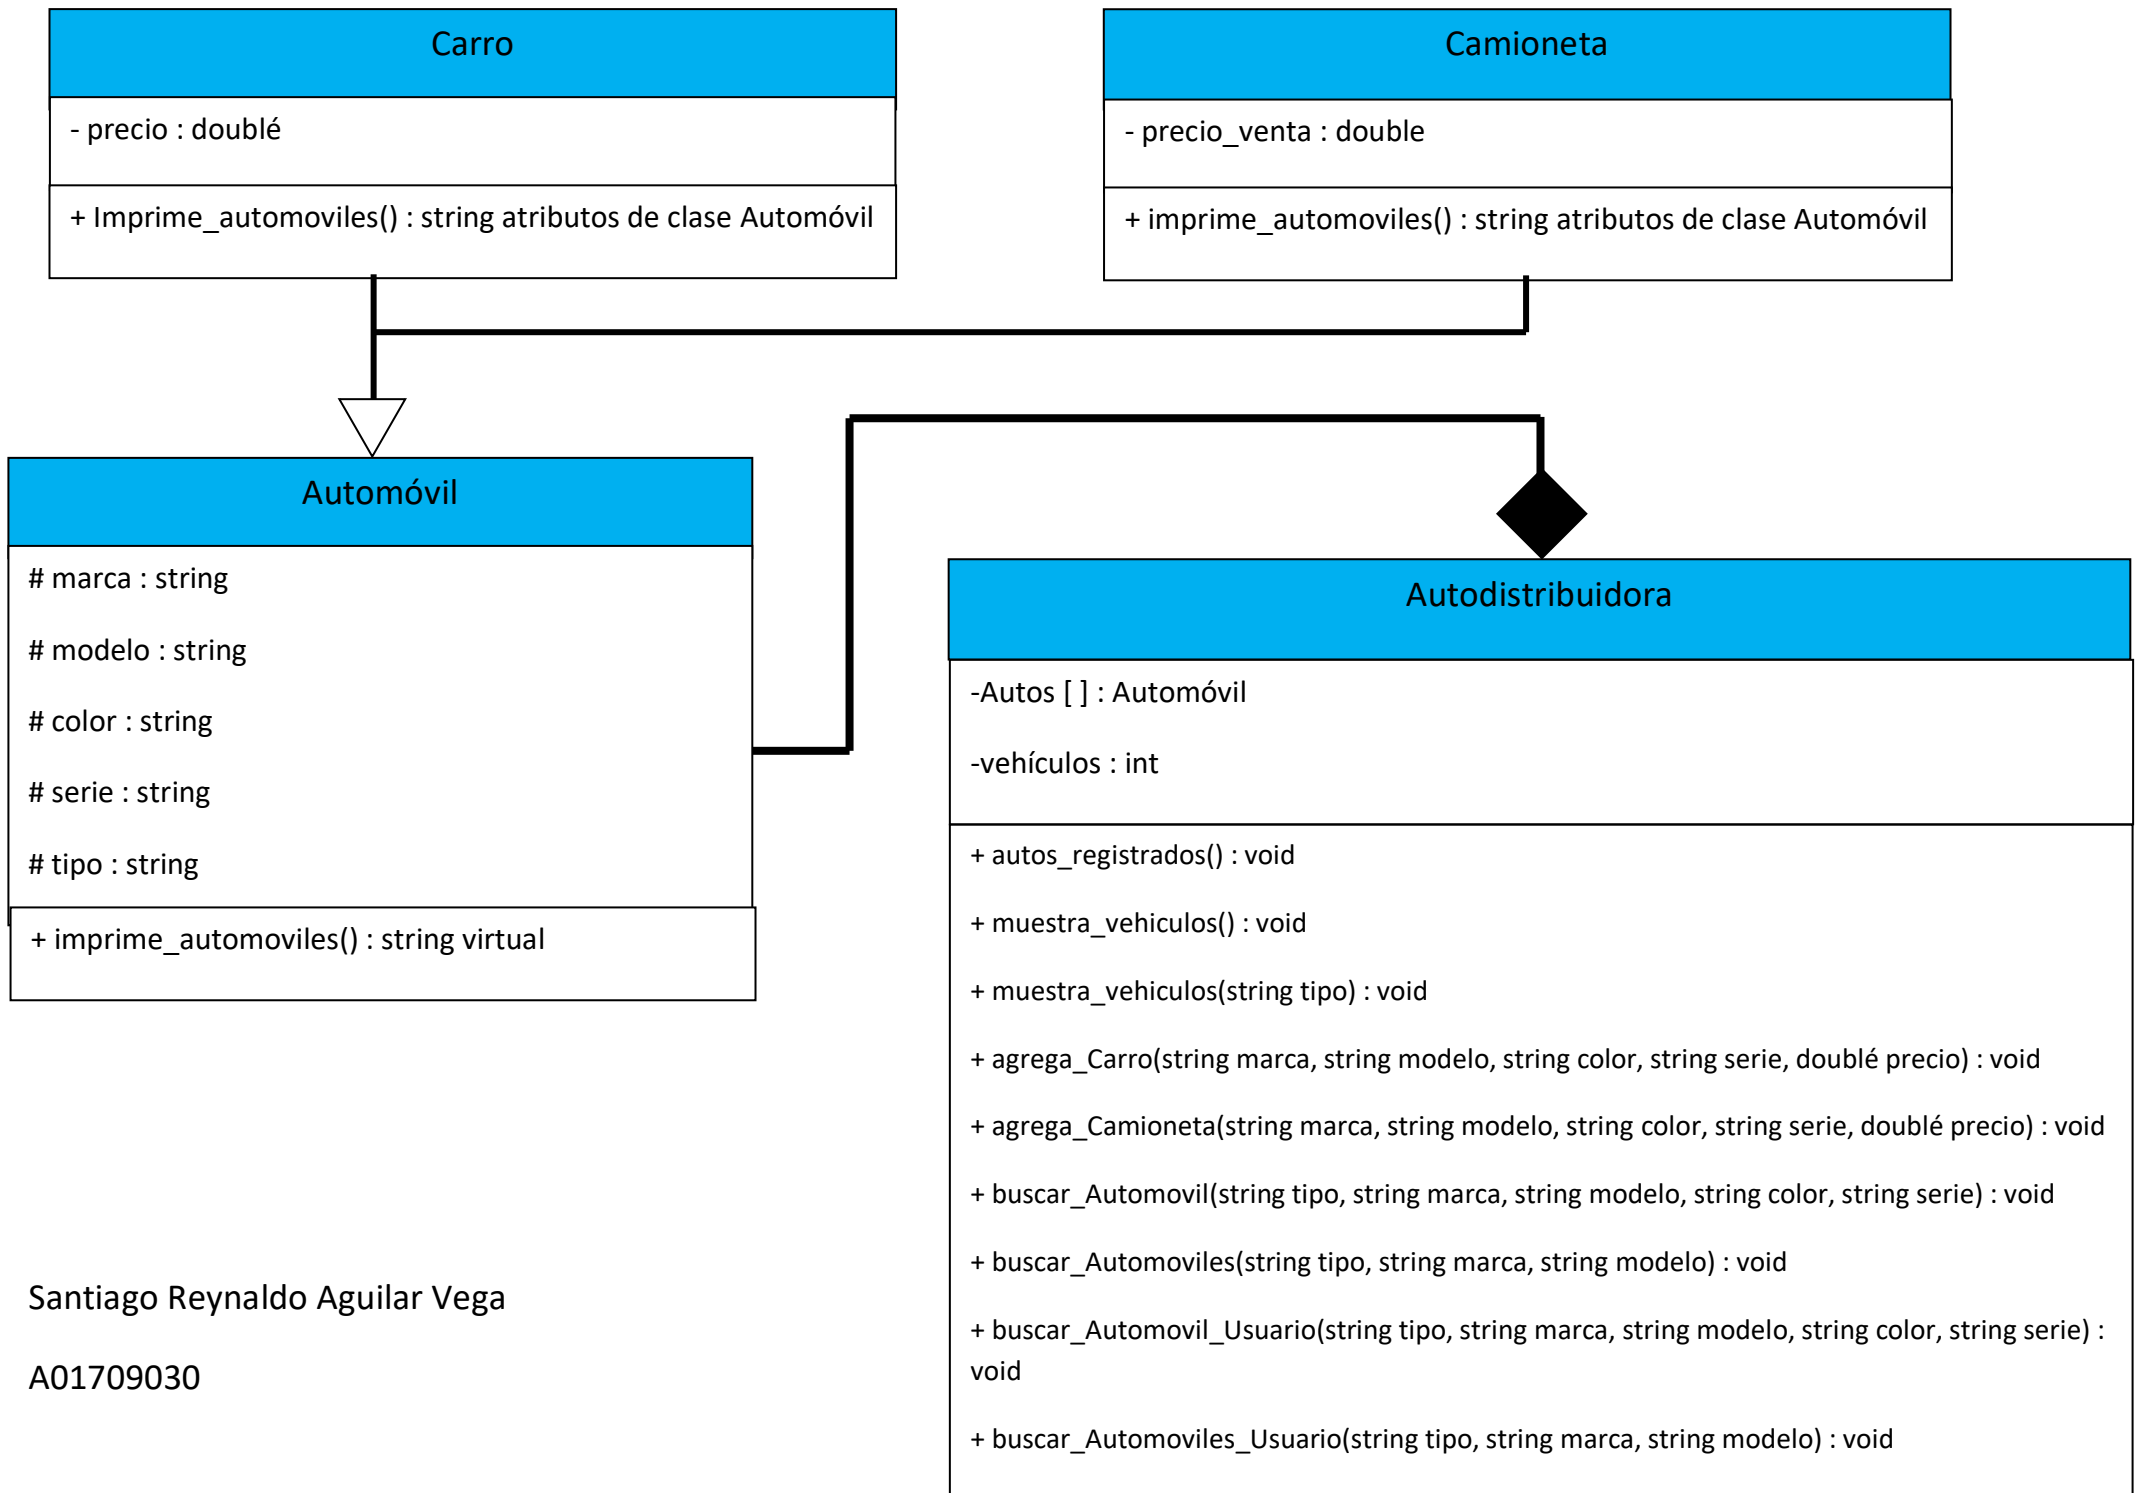 Carro
- precio : doublé
+ Imprime_automoviles() : string atributos de clase Automóvil
Camioneta
- precio_venta : double
+ imprime_automoviles() : string atributos de clase Automóvil
Automóvil
# marca : string
# modelo : string
# color : string
# serie : string
# tipo : string
+ imprime_automoviles() : string virtual
Autodistribuidora
-Autos [ ] : Automóvil
-vehículos : int
+ autos_registrados() : void
+ muestra_vehiculos() : void
+ muestra_vehiculos(string tipo) : void
+ agrega_Carro(string marca, string modelo, string color, string serie, doublé precio) : void
+ agrega_Camioneta(string marca, string modelo, string color, string serie, doublé precio) : void
+ buscar_Automovil(string tipo, string marca, string modelo, string color, string serie) : void
+ buscar_Automoviles(string tipo, string marca, string modelo) : void
+ buscar_Automovil_Usuario(string tipo, string marca, string modelo, string color, string serie) :
void
+ buscar_Automoviles_Usuario(string tipo, string marca, string modelo) : void
Santiago Reynaldo Aguilar Vega
A01709030